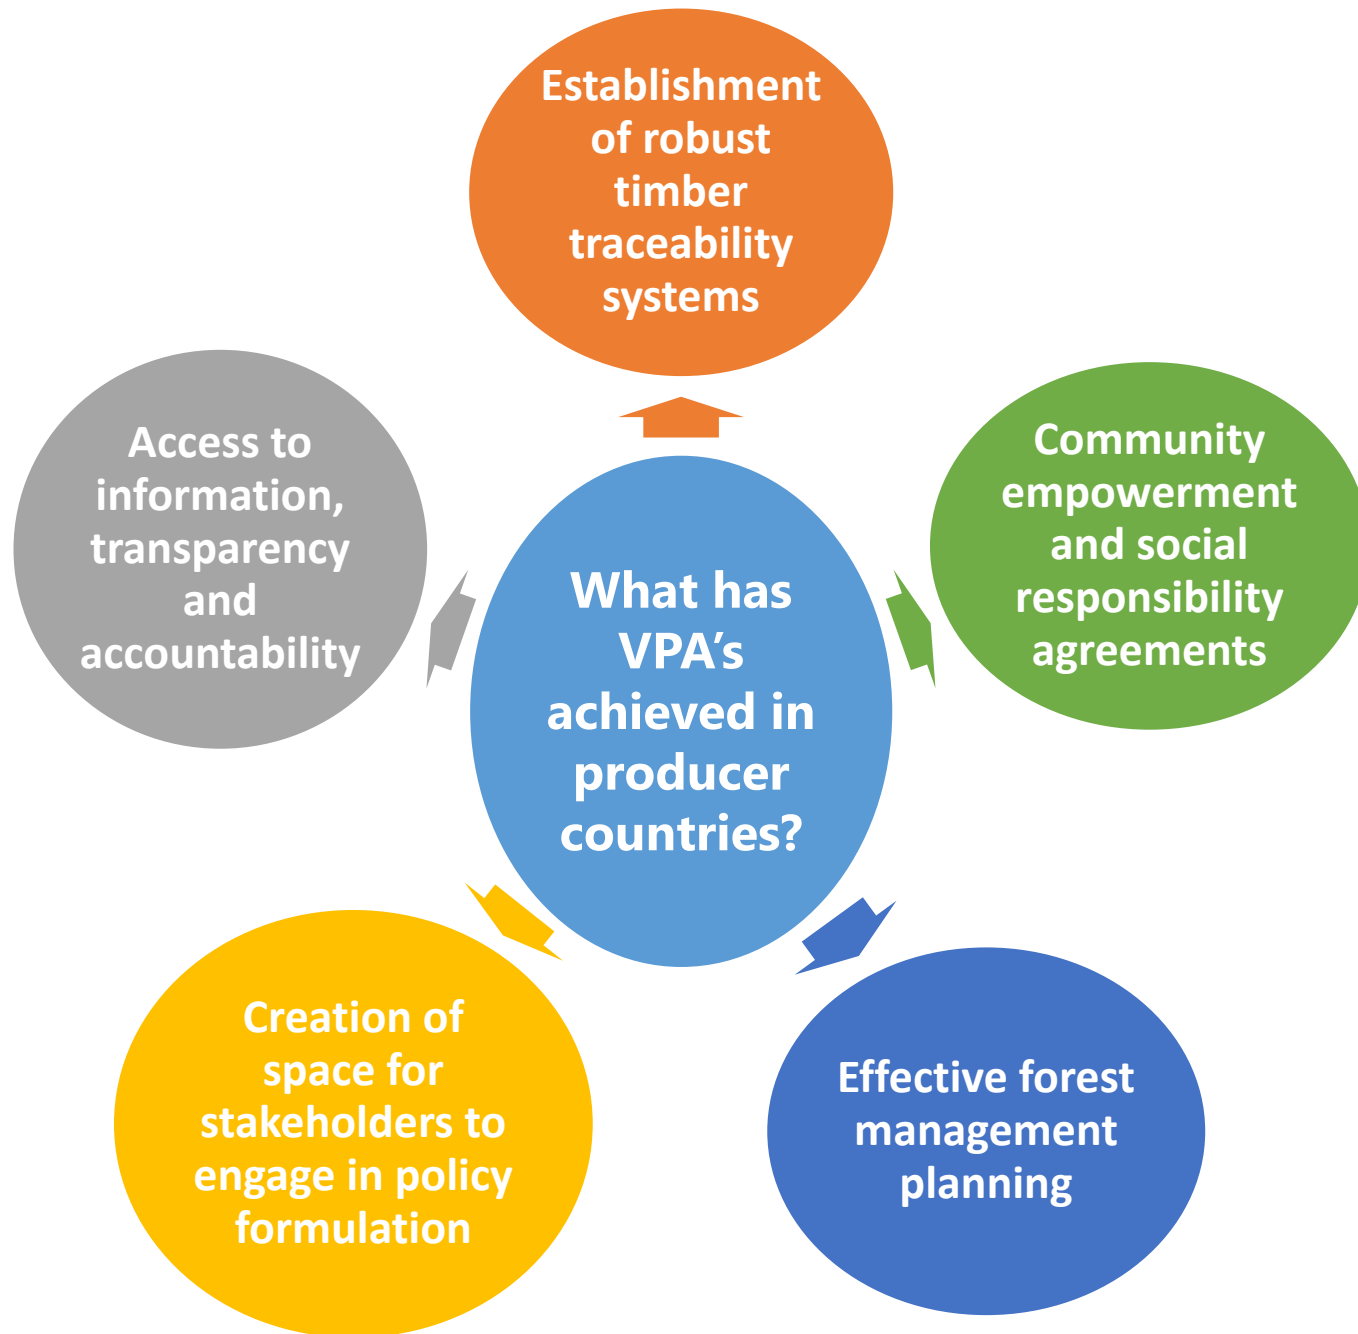 Establishment
of robust
timber
traceability
systems
Access to
information,
transparency
and
accountability
Community
empowerment
and social
responsibility
agreements
What has
VPA’s
achieved in
producer
countries?
Creation of
space for
stakeholders to
engage in policy
formulation
Effective forest
management
planning